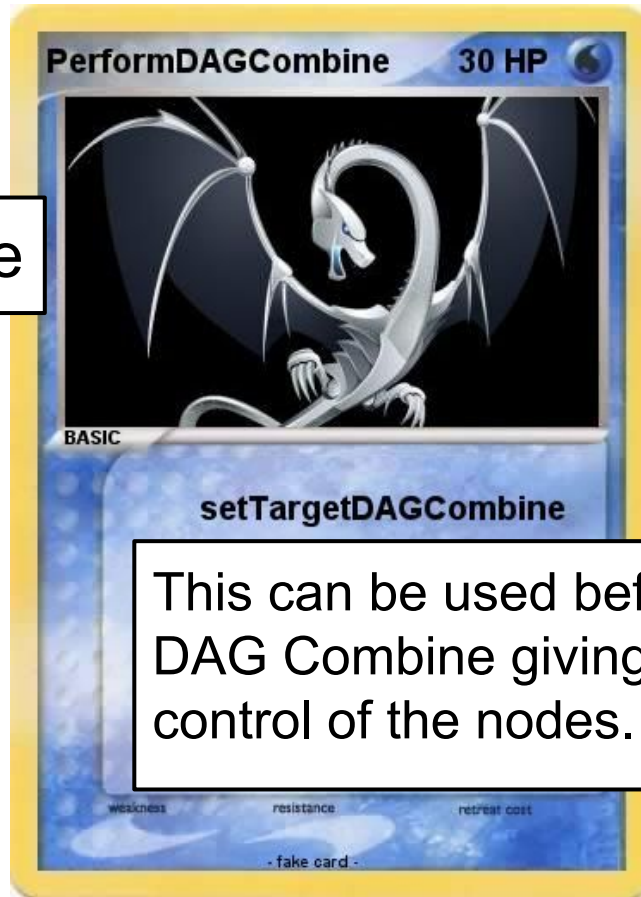 PerformDAGCombine 30 HP
e
BASIC
setTargetDAGCombine
This can be used bef
DAG Combine giving
control of the nodes.
weakness resistance retreat cost
- fake card -